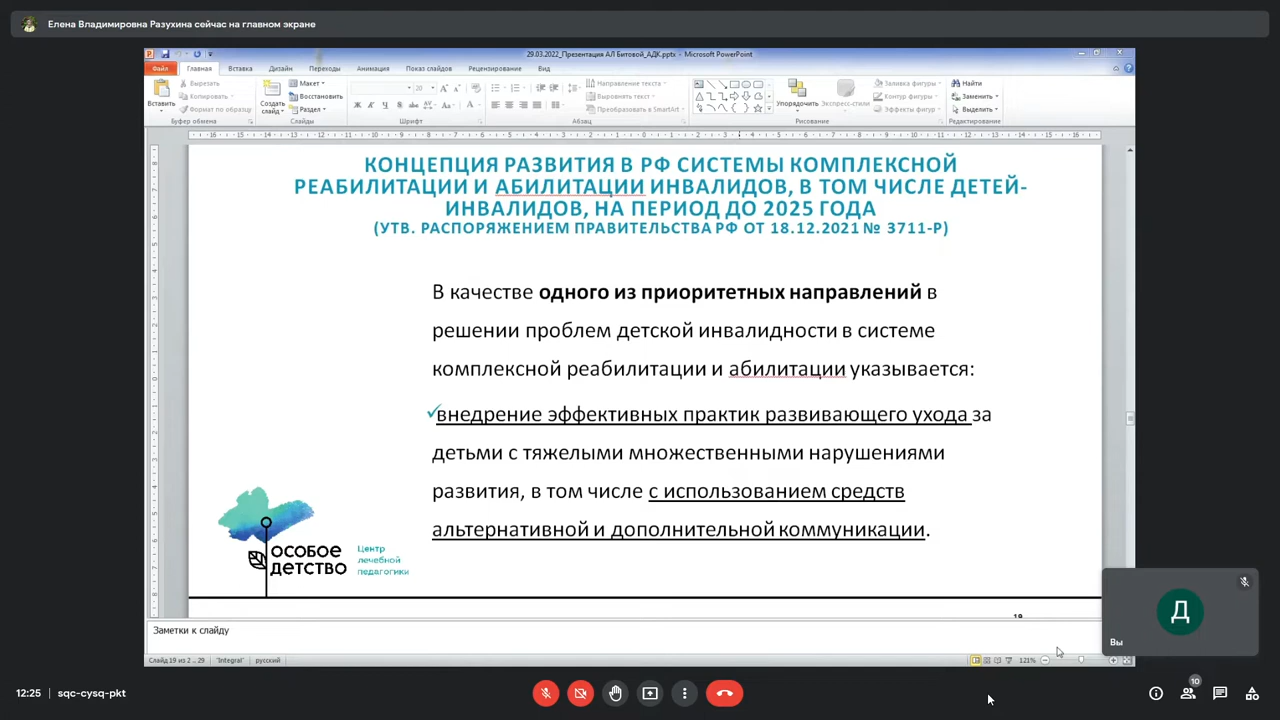 Елена Владимировна Разухина сейчас на главном экране
29.03.2022_Презентация АЛ Битовой_АДК.pptx - Microsoft PowerPoint
Файл Главная Вставка Дизайн Переходы Анимация Показ слайдов Рецензирование Вид
Вставить
Вырезать
Копировать
Формат по образцу
Буфер обмена
Создать слайд
Макет
Восстановить
Раздел
Слайды
Шрифт
Направление текста
Выровнять текст
Преобразовать в SmartArt
Абзац
Упорядочить
Экспресс-стили
Заливка фигуры
Контур фигуры
Эффекты фигур
Рисование
Найти
Заменить
Выделить
Редактирование
КОНЦЕПЦИЯ РАЗВИТИЯ В РФ СИСТЕМЫ КОМПЛЕКСНОЙ
РЕАБИЛИТАЦИИ И АБИЛИТАЦИИ ИНВАЛИДОВ, В ТОМ ЧИСЛЕ ДЕТЕЙ-
ИНВАЛИДОВ, НА ПЕРИОД ДО 2025 ГОДА
(УТВ. РАСПОРЯЖЕНИЕМ ПРАВИТЕЛЬСТВА РФ ОТ 18.12.2021 № 3711-Р)
В качестве одного из приоритетных направлений в
решении проблем детской инвалидности в системе
комплексной реабилитации и абилитации указывается:
✓внедрение эффективных практик развивающего ухода за
детьми с тяжелыми множественными нарушениями
развития, в том числе с использованием средств
альтернативной и дополнительной коммуникации.
ОСОБОЕ
ДЕТСТВО
Центр
лечебной
педагогики
19
Заметки к слайду
Слайд 19 из 2 .. 29 "Integral" русский
121%
Д
Вы
12:25 sqc-cysq-pkt
10